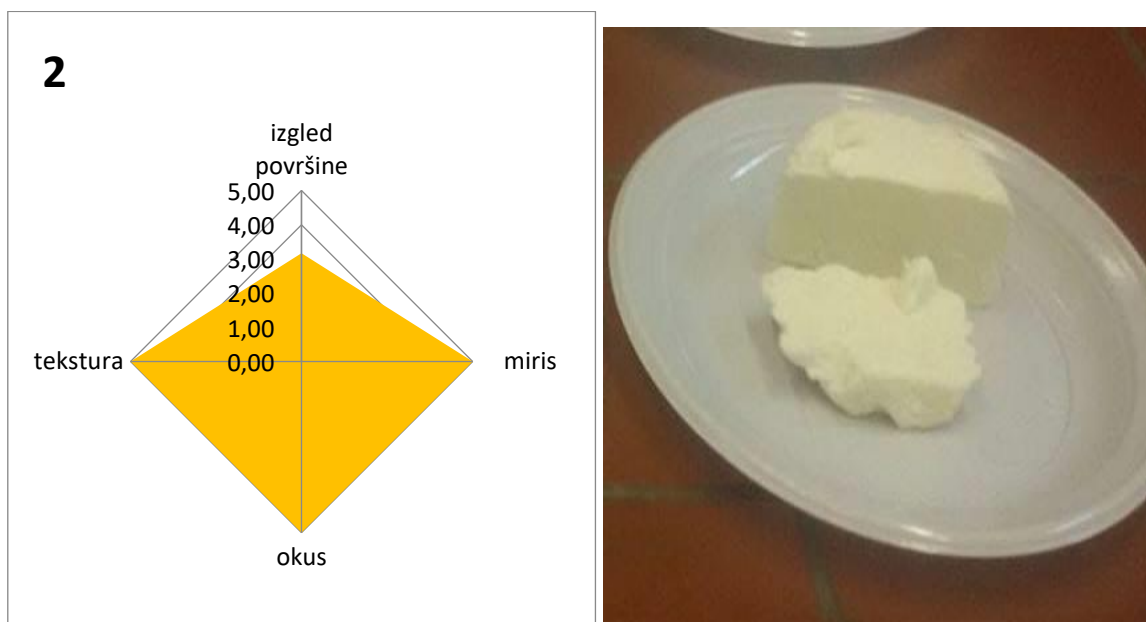 2
izgled
površine
5,00
4,00
3,00
2,00
1,00
0,00
tekstura
miris
okus